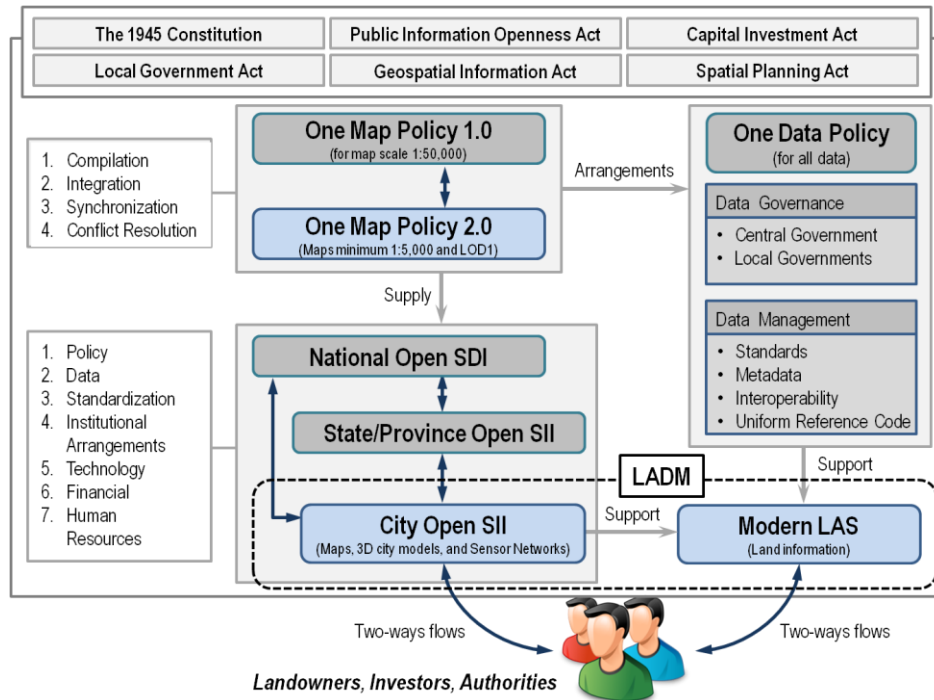 The 1945 Constitution
Public Information Openness Act
Capital Investment Act
Local Government Act
Geospatial Information Act
Spatial Planning Act
1. Compilation
2. Integration
3. Synchronization
4. Conflict Resolution
One Map Policy 1.0
(for map scale 1:50,000)
One Map Policy 2.0
(Maps minimum 1:5,000 and LOD1)
Arrangements
One Data Policy
(for all data)
Data Governance
• Central Government
• Local Governments
Data Management
• Standards
• Metadata
• Interoperability
• Uniform Reference Code
Supply
1. Policy
2. Data
3. Standardization
4. Institutional
Arrangements
5. Technology
6. Financial
7. Human
Resources
National Open SDI
State/Province Open SII
City Open SII
(Maps, 3D city models, and Sensor Networks)
Support
LADM
Support
Modern LAS
(Land information)
Two-ways flows
Two-ways flows
Landowners, Investors, Authorities